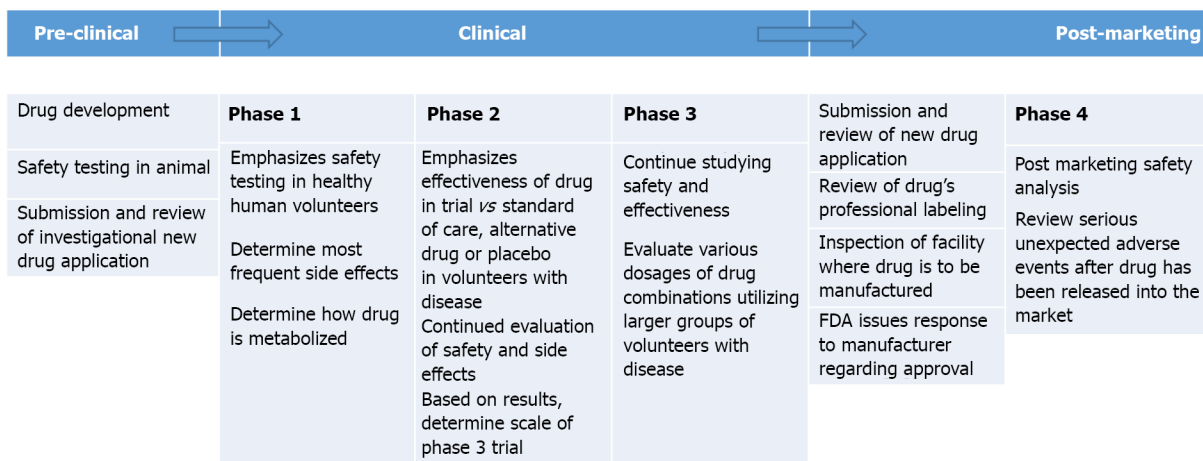 Pre-clinical
Clinical
Post-marketing
Drug development
Safety testing in animal
Submission and review
of investigational new
drug application
Phase 1
Emphasizes safety
testing in healthy
human volunteers
Determine most
frequent side effects
Determine how drug
is metabolized
Phase 2
Emphasizes
effectiveness of drug
in trial vs standard
of care, alternative
drug or placebo
in volunteers with
disease
Continued evaluation
of safety and side
effects
Based on results,
determine scale of
phase 3 trial
Phase 3
Continue studying
safety and
effectiveness
Evaluate various
dosages of drug
combinations utilizing
larger groups of
volunteers with
disease
Submission and
review of new drug
application
Review of drug's
professional labeling
Inspection of facility
where drug is to be
manufactured
FDA issues response
to manufacturer
regarding approval
Phase 4
Post marketing safety
analysis
Review serious
unexpected adverse
events after drug has
been released into the
market